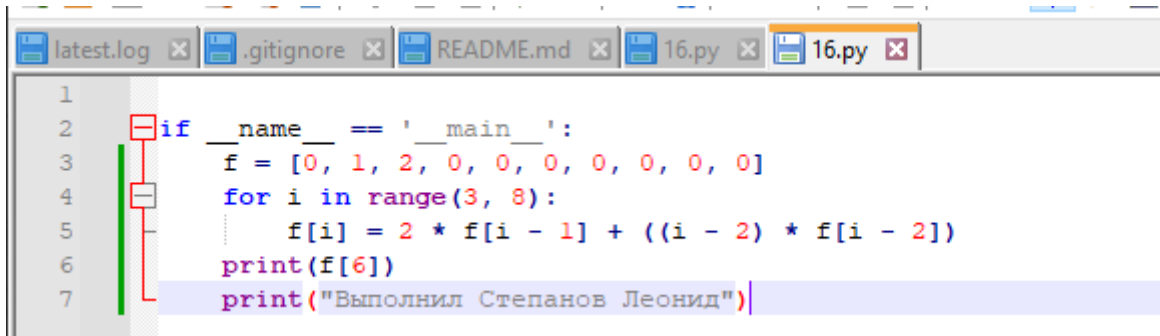 latest.log .gitignore README.md 16.py 16.py
1
2 if __name__ == '__main__':
3 f = [0, 1, 2, 0, 0, 0, 0, 0, 0, 0]
4 for i in range(3, 8):
5 f[i] = 2 * f[i - 1] + ((i - 2) * f[i - 2])
6 print(f[6])
7 print("Выполнил Степанов Леонид")